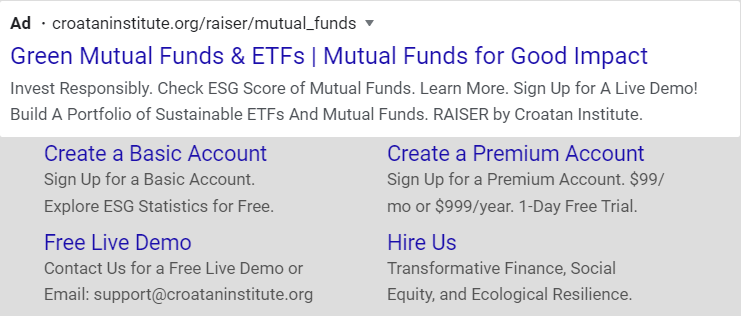 Ad · croataninstitute.org/raiser/mutual_funds
Green Mutual Funds & ETFs | Mutual Funds for Good Impact
Invest Responsibly. Check ESG Score of Mutual Funds. Learn More. Sign Up for A Live Demo!
Build A Portfolio of Sustainable ETFs And Mutual Funds. RAISER by Croatan Institute.
Create a Basic Account
Sign Up for a Basic Account.
Explore ESG Statistics for Free.
Create a Premium Account
Sign Up for a Premium Account. $99/
mo or $999/year. 1-Day Free Trial.
Free Live Demo
Contact Us for a Free Live Demo or
Email: support@croataninstitute.org
Hire Us
Transformative Finance, Social
Equity, and Ecological Resilience.